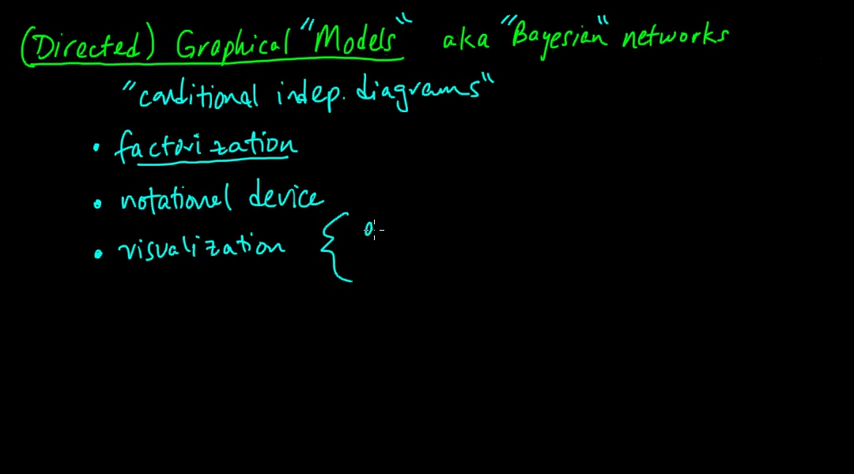 (Directed) Graphical "Models" aka "Bayesian" networks
"conditional indep. diagrams"
• factorization
• notational device
• visualization {